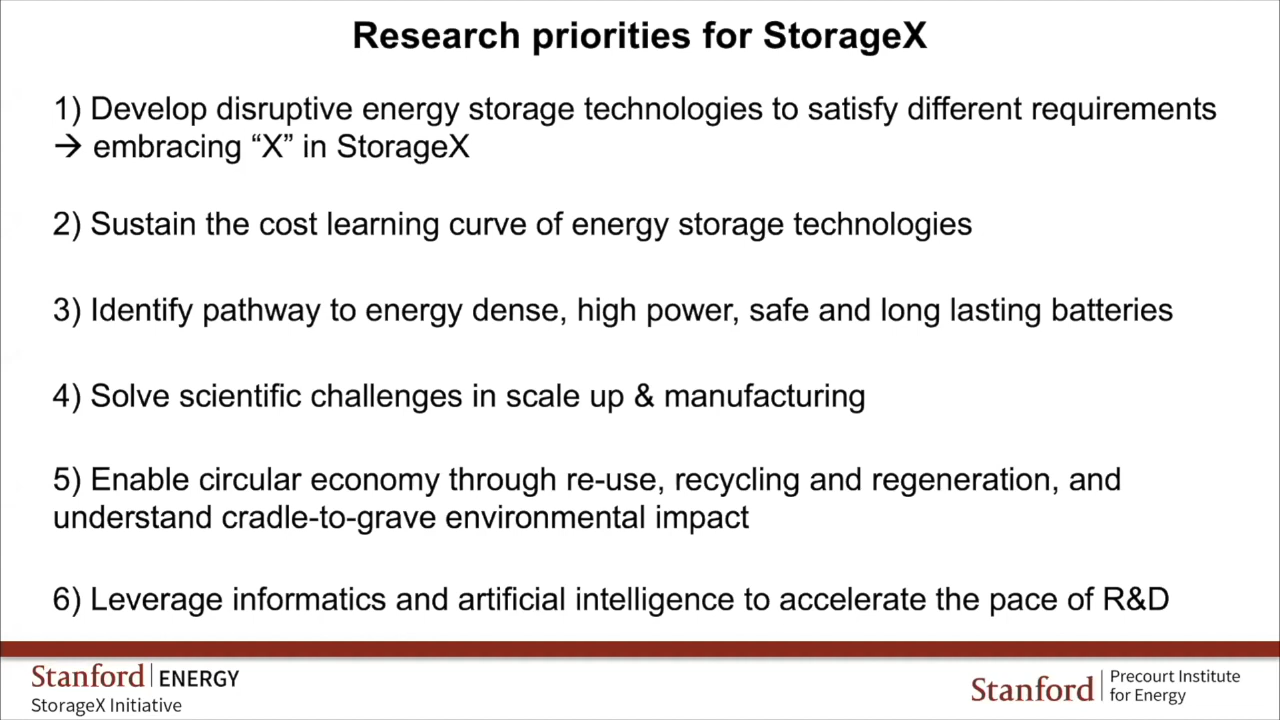 Research priorities for StorageX
1) Develop disruptive energy storage technologies to satisfy different requirements
→ embracing “X” in StorageX
2) Sustain the cost learning curve of energy storage technologies
3) Identify pathway to energy dense, high power, safe and long lasting batteries
4) Solve scientific challenges in scale up & manufacturing
5) Enable circular economy through re-use, recycling and regeneration, and
understand cradle-to-grave environmental impact
6) Leverage informatics and artificial intelligence to accelerate the pace of R&D
Stanford | ENERGY
StorageX Initiative
Stanford | Precourt Institute
for Energy